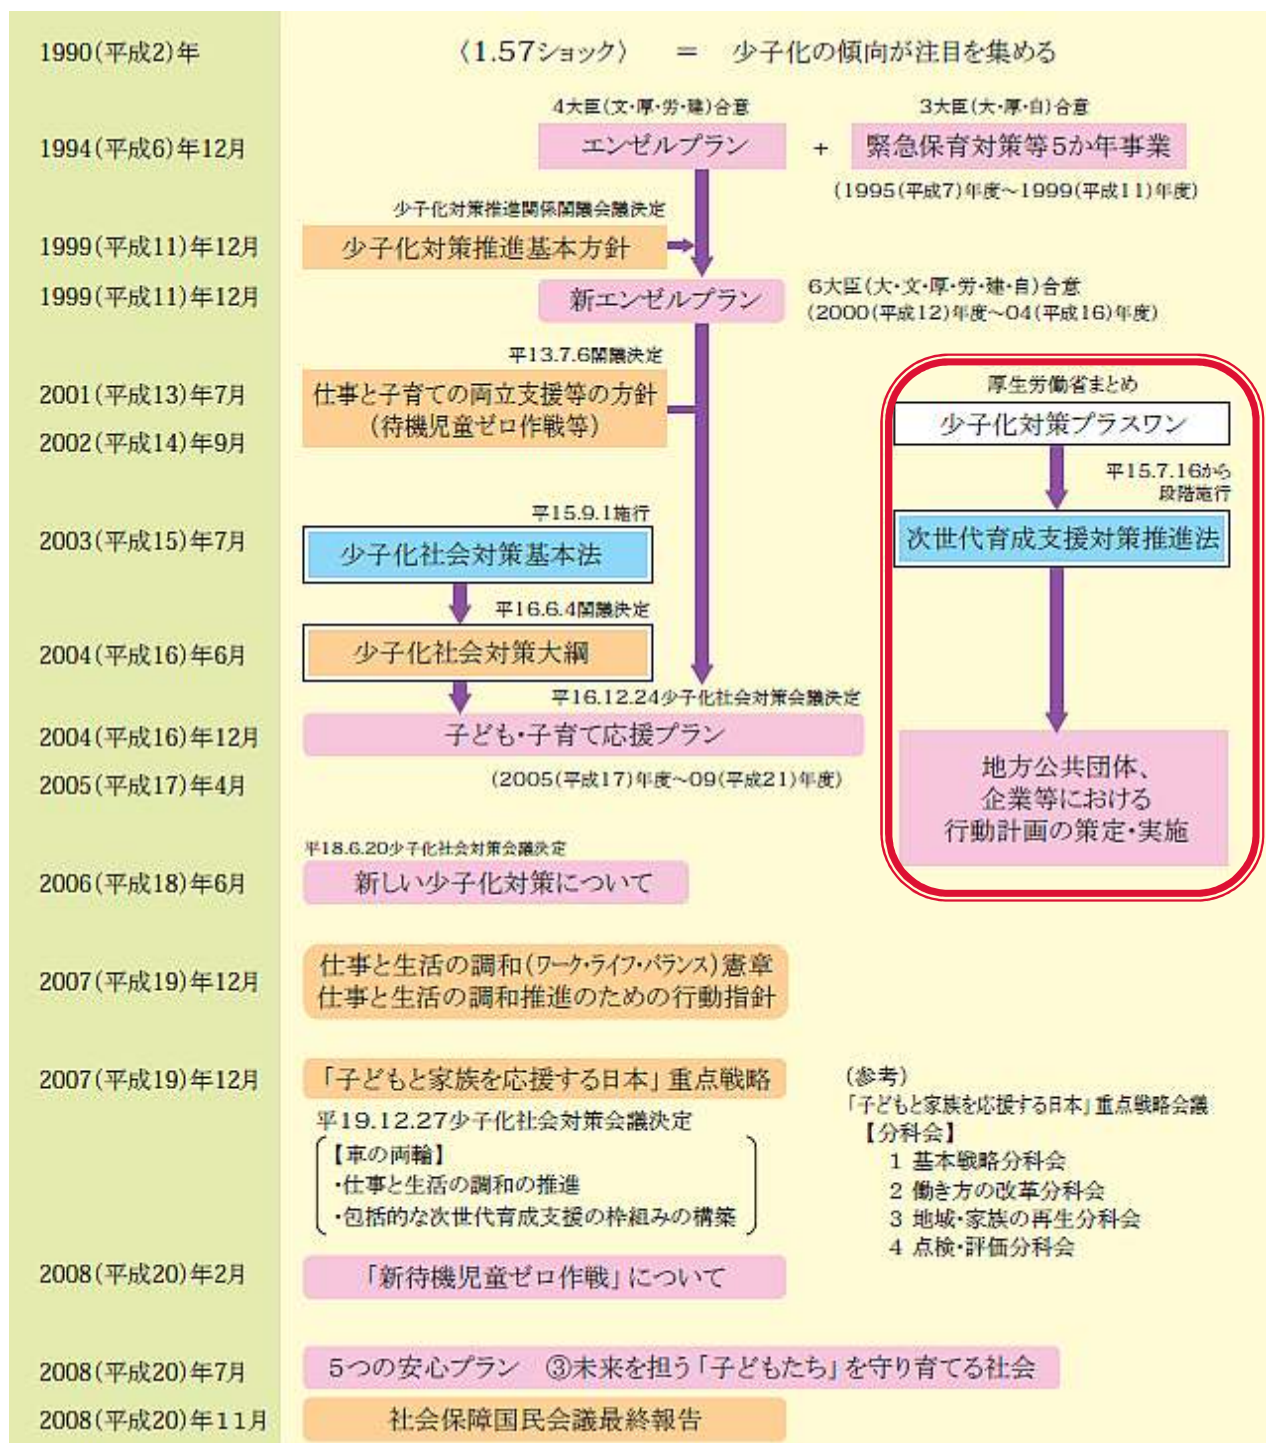 1990(平成2)年
〈1.57ショック〉 = 少子化の傾向が注目を集める
4大臣(文・厚・労・建)合意
3大臣(大・厚・自)合意
1994(平成6)年12月
エンゼルプラン
+
緊急保育対策等5か年事業
(1995(平成7)年度〜1999(平成11)年度)
少子化対策推進関係閣議会議決定
1999(平成11)年12月
少子化対策推進基本方針
1999(平成11)年12月
新エンゼルプラン
6大臣(大・文・厚・労・建・自)合意
(2000(平成12)年度〜04(平成16)年度)
平13.7.6閣議決定
2001(平成13)年7月
仕事と子育ての両立支援等の方針
(待機児童ゼロ作戦等)
2002(平成14)年9月
厚生労働省まとめ
少子化対策プラスワン
平15.7.16から
段階施行
平15.9.1施行
2003(平成15)年7月
少子化社会対策基本法
次世代育成支援対策推進法
平16.6.4閣議決定
2004(平成16)年6月
少子化社会対策大綱
平16.12.24少子化社会対策会議決定
2004(平成16)年12月
子ども・子育て応援プラン
2005(平成17)年4月
(2005(平成17)年度〜09(平成21)年度)
地方公共団体、
企業等における
行動計画の策定・実施
平18.6.20少子化社会対策会議決定
2006(平成18)年6月
新しい少子化対策について
2007(平成19)年12月
仕事と生活の調和(ワーク・ライフ・バランス)憲章
仕事と生活の調和推進のための行動指針
2007(平成19)年12月
「子どもと家族を応援する日本」重点戦略
平19.12.27少子化社会対策会議決定
【車の両輪】
・仕事と生活の調和の推進
・包括的な次世代育成支援の枠組みの構築
(参考)
「子どもと家族を応援する日本」重点戦略会議
【分科会】
1 基本戦略分科会
2 働き方の改革分科会
3 地域・家族の再生分科会
4 点検・評価分科会
2008(平成20)年2月
「新待機児童ゼロ作戦」について
2008(平成20)年7月
5つの安心プラン ③未来を担う「子どもたち」を守り育てる社会
2008(平成20)年11月
社会保障国民会議最終報告